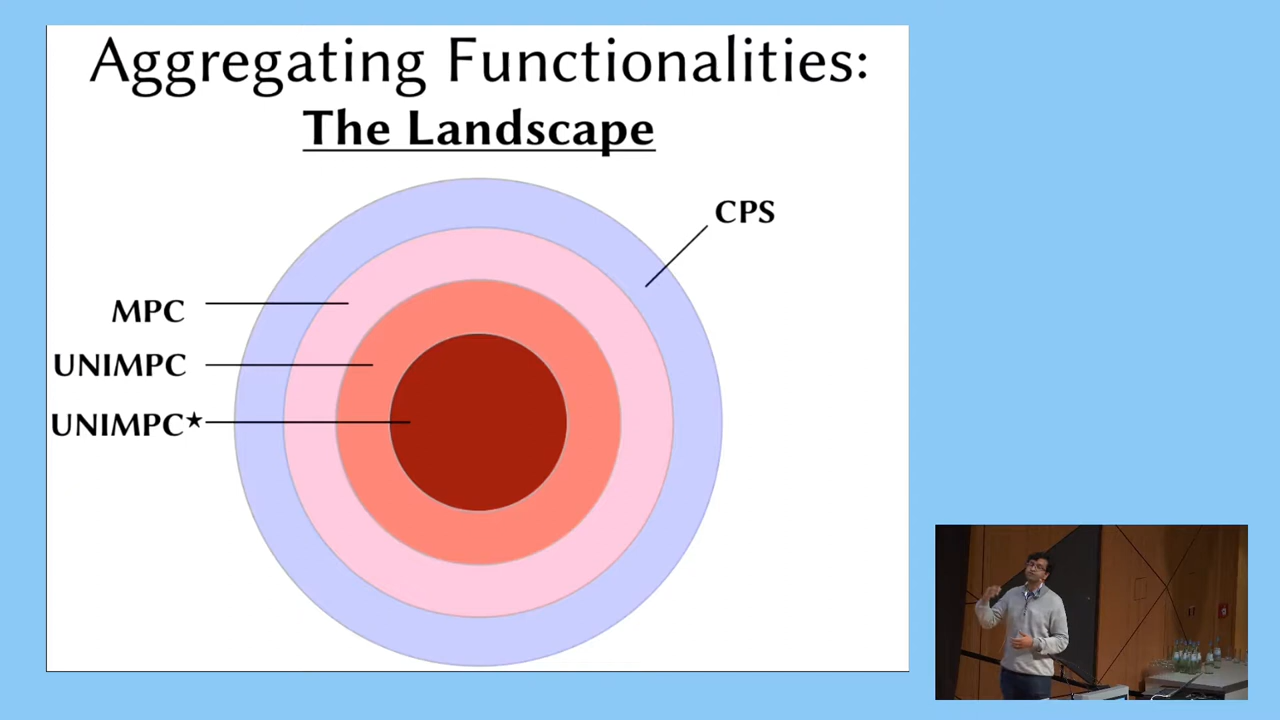 Aggregating Functionalities:
The Landscape
CPS
MPC
UNIMPC
UNIMPC★